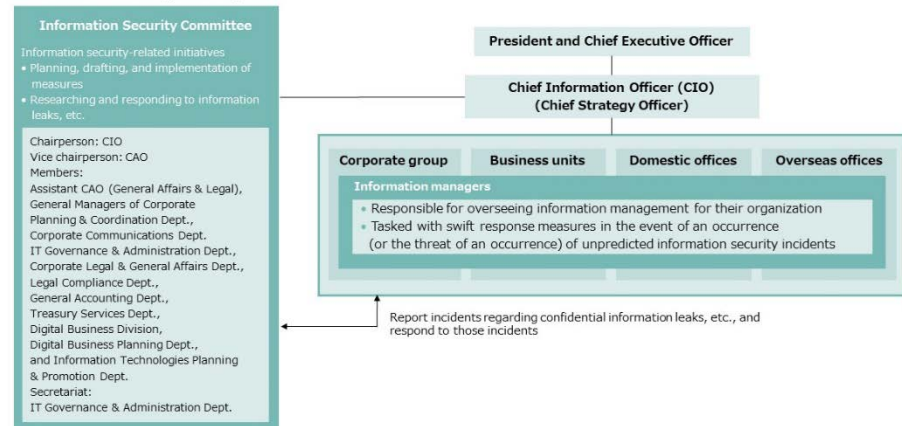 Information Security Committee
Information security-related initiatives
• Planning, drafting, and implementation of
measures
• Researching and responding to information
leaks, etc.
Chairperson: CIO
Vice chairperson: CAO
Members:
Assistant CAO (General Affairs & Legal),
General Managers of Corporate
Planning & Coordination Dept.,
Corporate Communications Dept.
IT Governance & Administration Dept.,
Corporate Legal & General Affairs Dept.,
Legal Compliance Dept.,
General Accounting Dept.,
Treasury Services Dept.,
Digital Business Division,
Digital Business Planning Dept.,
and Information Technologies Planning
& Promotion Dept.
Secretariat:
IT Governance & Administration Dept.
President and Chief Executive Officer
Chief Information Officer (CIO)
(Chief Strategy Officer)
Corporate group
Business units
Domestic offices
Overseas offices
Information managers
• Responsible for overseeing information management for their organization
• Tasked with swift response measures in the event of an occurrence
(or the threat of an occurrence) of unpredicted information security incidents
Report incidents regarding confidential information leaks, etc., and
respond to those incidents